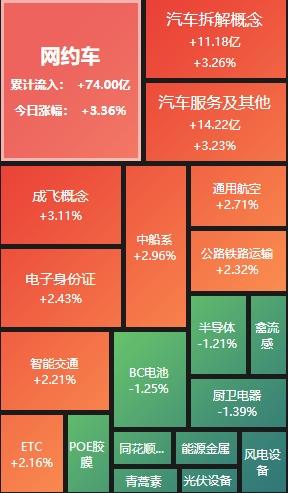 网约车
累计流入： +74.00亿
今日涨幅： +3.36%
汽车拆解概念
+11.18亿
+3.26%
汽车服务及其他
+14.22亿
+3.23%
成飞概念
+3.11%
中船系
+2.96%
通用航空
+2.71%
公路铁路运输
+2.32%
电子身份证
+2.43%
半导体
-1.21%
禽流
感
智能交通
+2.21%
BC电池
-1.25%
厨卫电器
-1.39%
ETC
+2.16%
POE胶
膜
同花顺...
能源金属
风电设
备
青蒿素
光伏设备